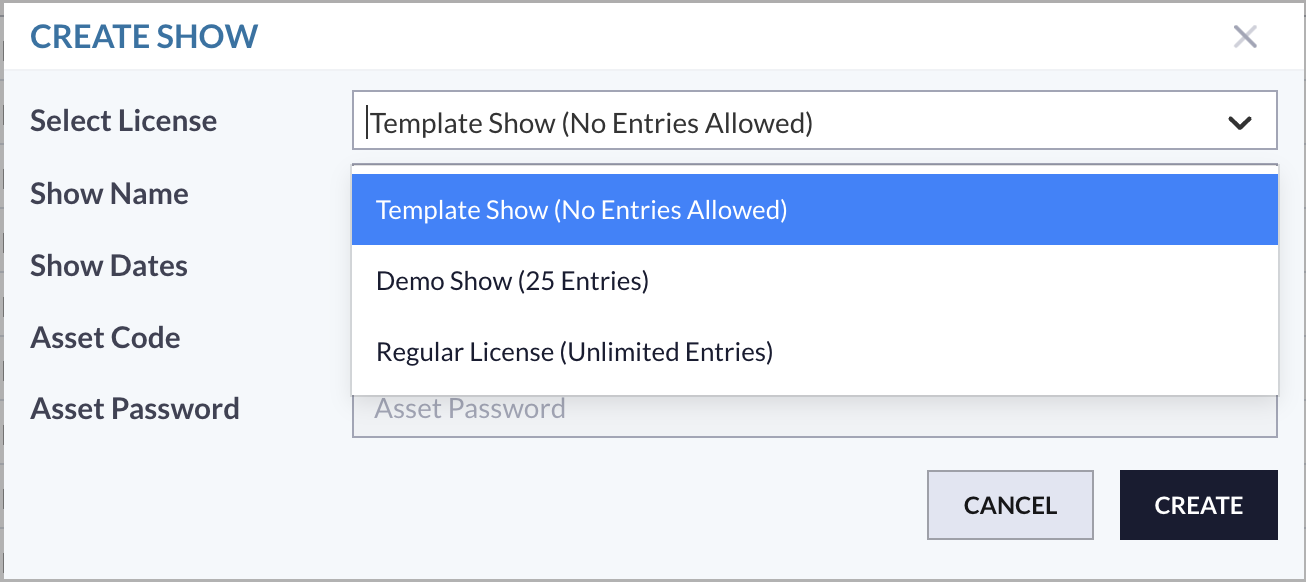 CREATE SHOW
Select License
Template Show (No Entries Allowed)
Show Name
Template Show (No Entries Allowed)
Show Dates
Demo Show (25 Entries)
Asset Code
Regular License (Unlimited Entries)
Asset Password
Asset Password
CANCEL
CREATE